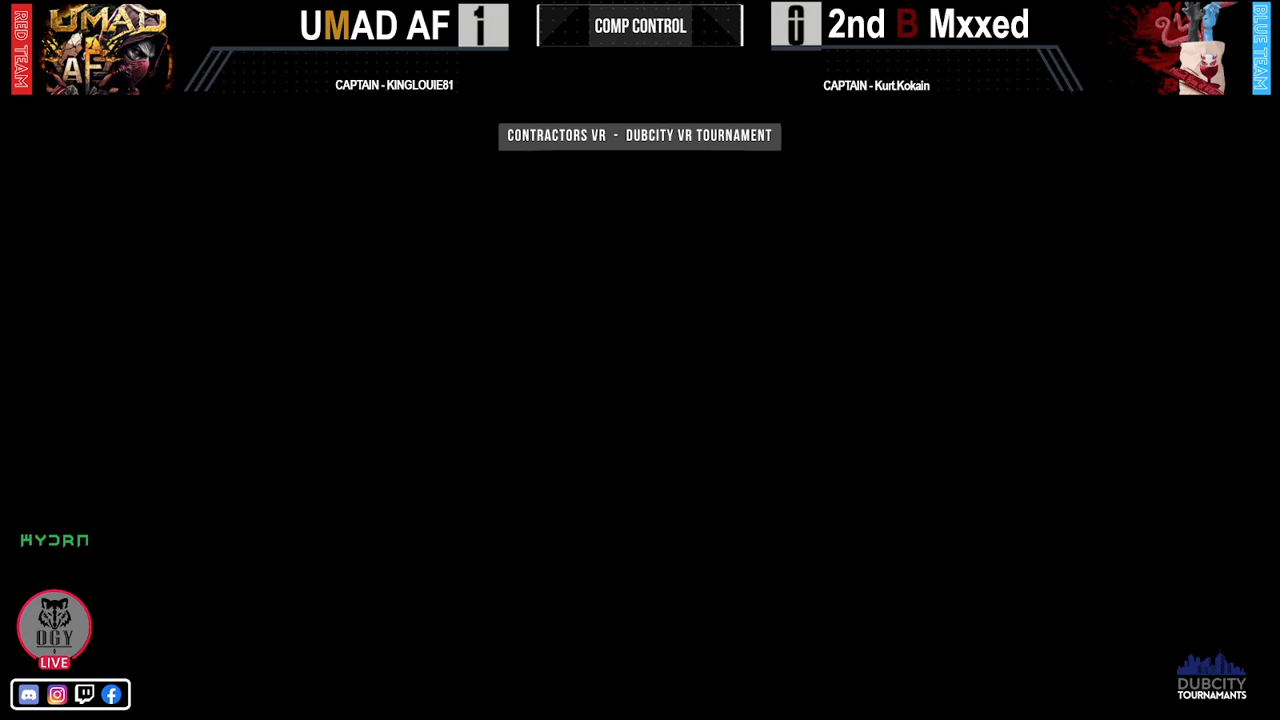 RED TEAM
UMAD AF
UMAD AF 1
COMP CONTROL
0 2nd B Mxxed
BLUE TEAM
CAPTAIN - KINGLOUIE81
CAPTAIN - Kurt.Kokain
CONTRACTORS VR - DUBCITY VR TOURNAMENT
HYDRA
OGY
LIVE
DUBCITY
TOURNAMANTS